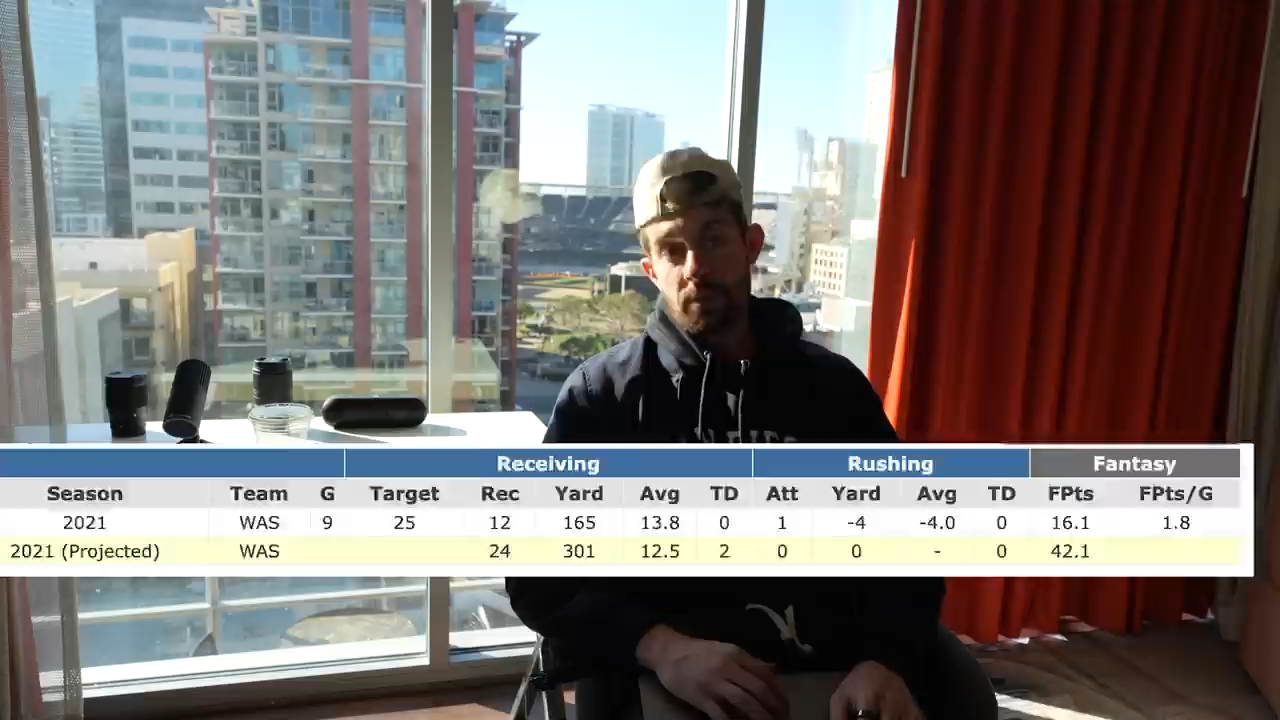 Receiving Rushing Fantasy
Season Team G Target Rec Yard Avg TD Att Yard Avg TD FPts FPts/G
2021 WAS 9 25 12 165 13.8 0 1 -4 -4.0 0 16.1 1.8
2021 (Projected) WAS 24 301 12.5 2 0 0 - 0 42.1